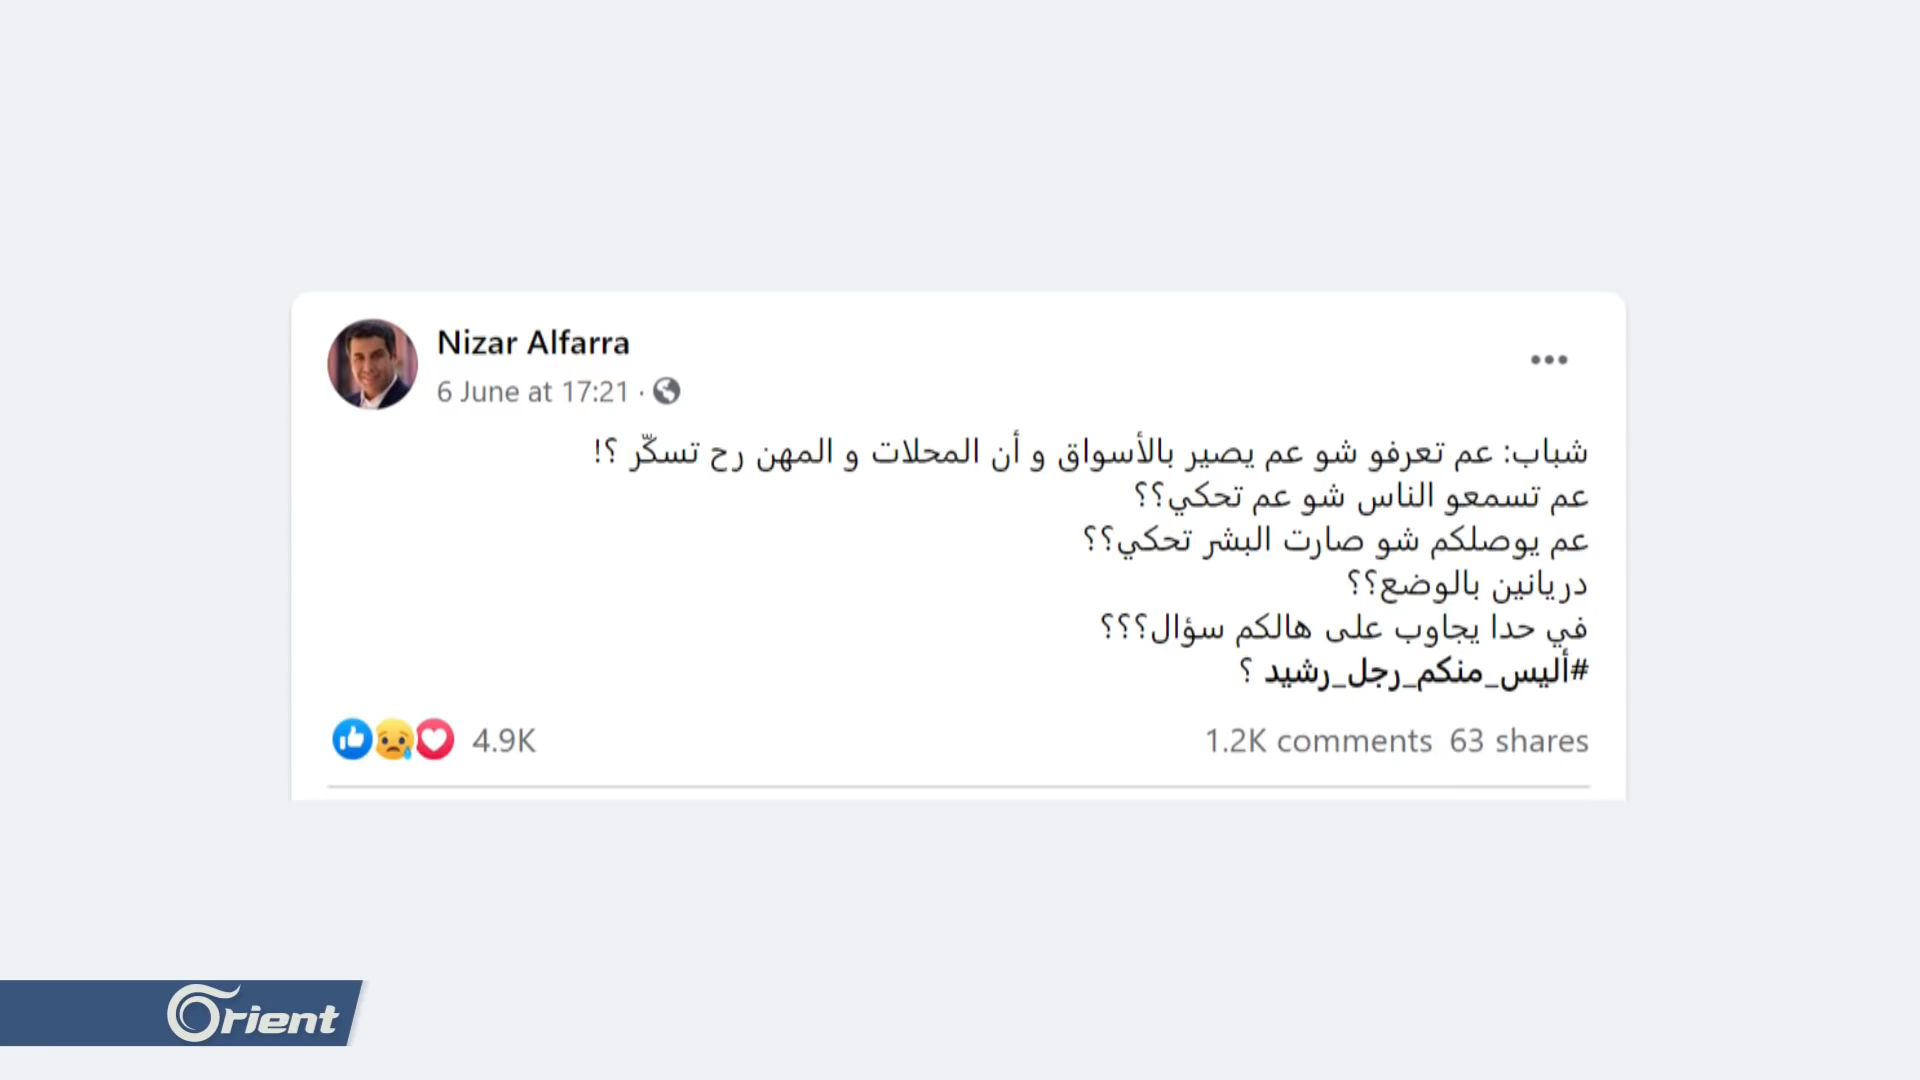 Nizar Alfarra
6 June at 17:21 ·
شباب: عم تعرفو شو عم يصير بالأسواق و أن المحلات و المهن رح تسكّر ؟!
عم تسمعو الناس شو عم تحكي؟؟
عم يوصلكم شو صارت البشر تحكي؟؟
دريانين بالوضع؟؟
في حدا يجاوب على هالكم سؤال؟؟؟
#أليس_منكم_رجل_رشيد ؟
4.9K 1.2K comments 63 shares
Orient